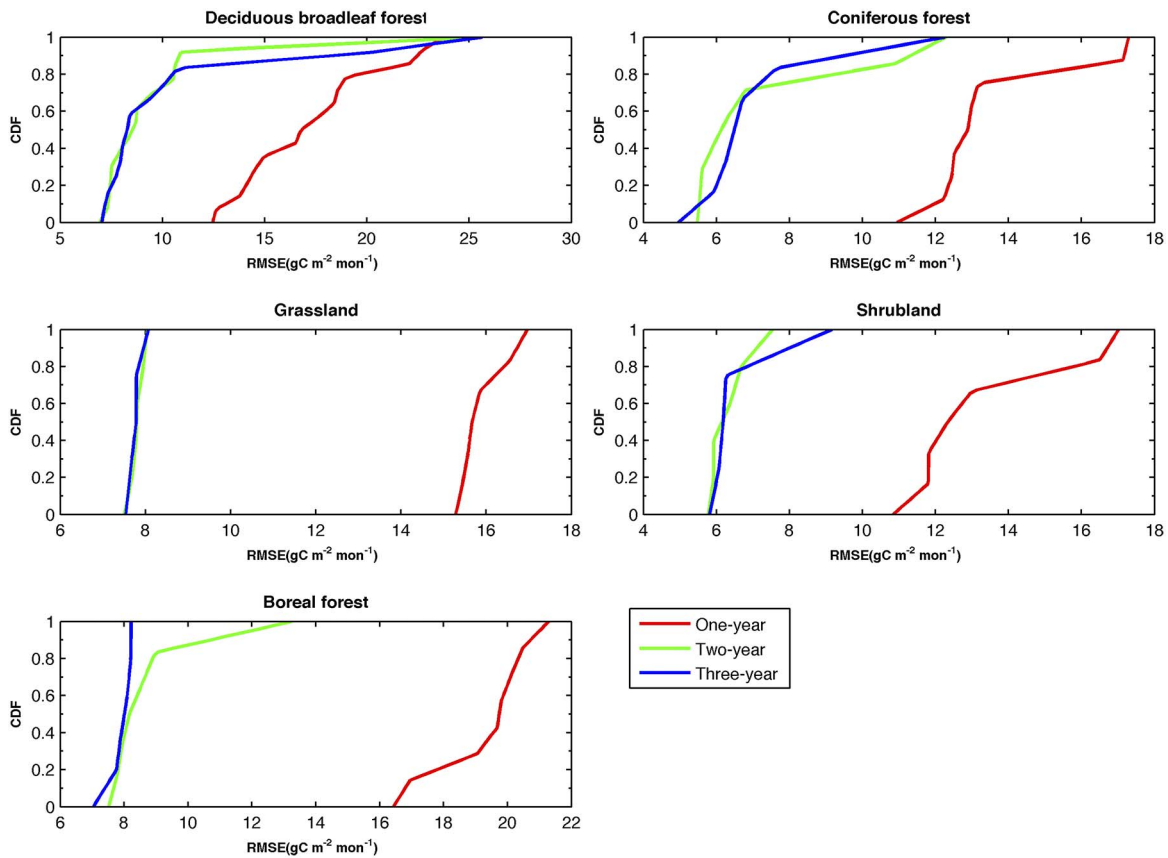 Deciduous broadleaf forest
CDF
1
0.8
0.6
0.4
0.2
0
5 10 15 20 25 30
RMSE(gC m⁻² mon⁻¹)
Coniferous forest
CDF
1
0.8
0.6
0.4
0.2
0
4 6 8 10 12 14 16 18
RMSE(gC m⁻² mon⁻¹)
Grassland
CDF
1
0.8
0.6
0.4
0.2
0
6 8 10 12 14 16 18
RMSE(gC m⁻² mon⁻¹)
Shrubland
CDF
1
0.8
0.6
0.4
0.2
0
4 6 8 10 12 14 16 18
RMSE(gC m⁻² mon⁻¹)
Boreal forest
CDF
1
0.8
0.6
0.4
0.2
0
6 8 10 12 14 16 18 20 22
RMSE(gC m⁻² mon⁻¹)
One-year
Two-year
Three-year